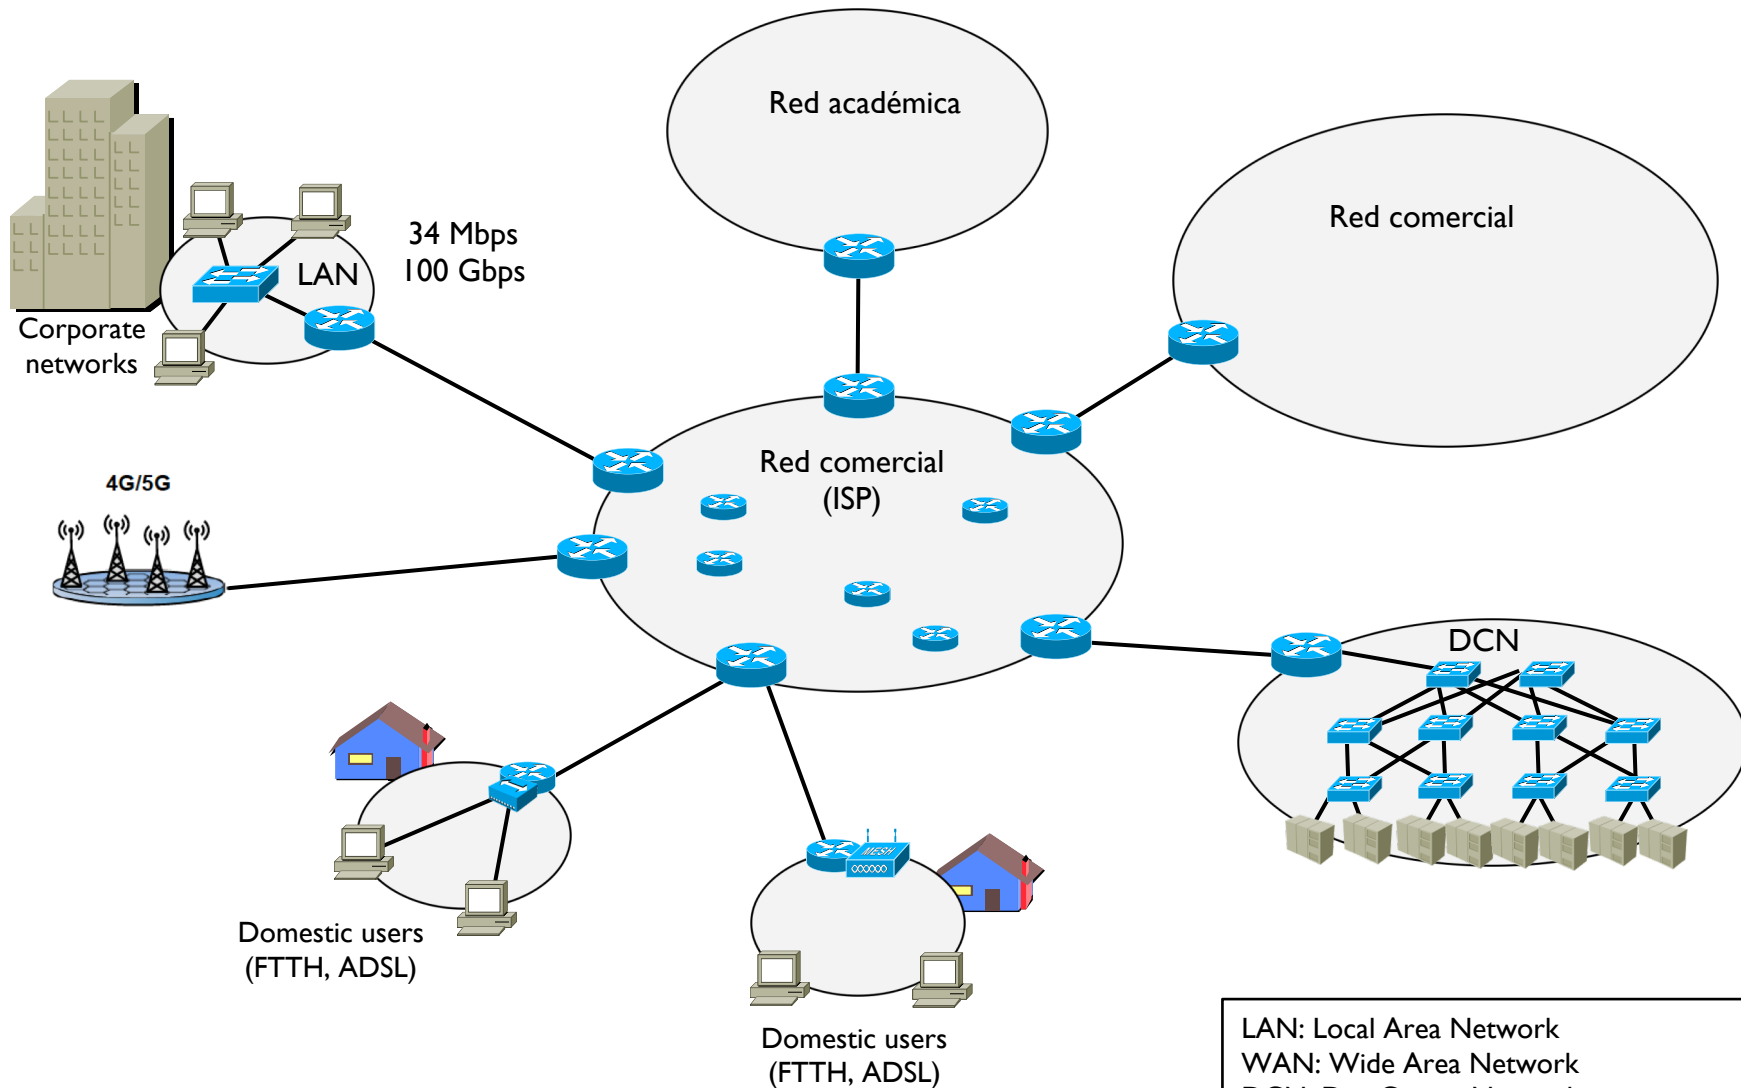 Red académica
Red comercial
34 Mbps
100 Gbps
LAN
Corporate
networks
Red comercial
(ISP)
4G/5G
DCN
MESH
Domestic users
(FTTH, ADSL)
Domestic users
(FTTH, ADSL)
LAN: Local Area Network
WAN: Wide Area Network